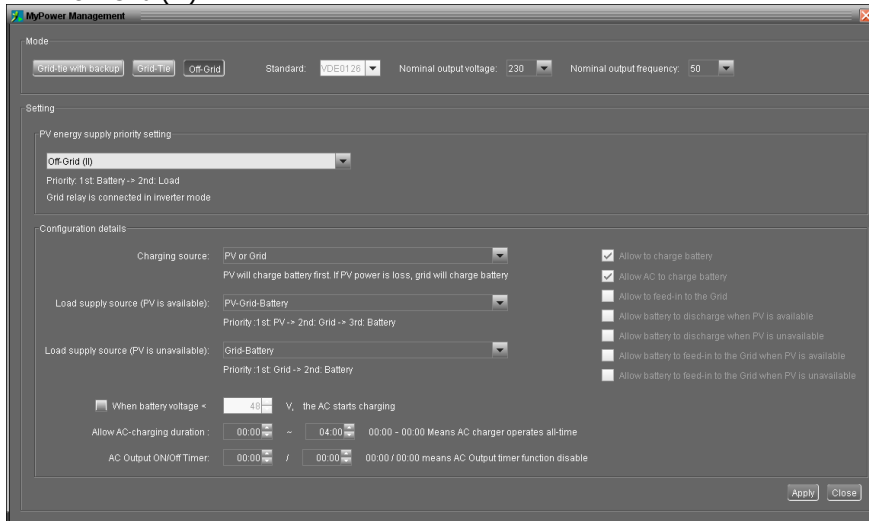 MyPower Management
Mode
Grid-tie with backup Grid-Tie Off-Grid Standard: VDE0126 Nominal output voltage: 230 Nominal output frequency: 50
Setting
PV energy supply priority setting
Off-Grid (II)
Priority: 1st: Battery -> 2nd: Load
Grid relay is connected in inverter mode
Configuration details
Charging source: PV or Grid
PV will charge battery first. If PV power is loss, grid will charge battery
Load supply source (PV is available): PV-Grid-Battery
Priority :1st: PV -> 2nd: Grid -> 3rd: Battery
Load supply source (PV is unavailable): Grid-Battery
Priority :1st: Grid -> 2nd: Battery
Allow to charge battery
Allow AC to charge battery
Allow to feed-in to the Grid
Allow battery to discharge when PV is available
Allow battery to discharge when PV is unavailable
Allow battery to feed-in to the Grid when PV is available
Allow battery to feed-in to the Grid when PV is unavailable
When battery voltage < 48 V, the AC starts charging
Allow AC-charging duration : 00:00 ~ 04:00 00:00 - 00:00 Means AC charger operates all-time
AC Output ON/Off Timer: 00:00 / 00:00 00:00 / 00:00 means AC Output timer function disable
Apply Close